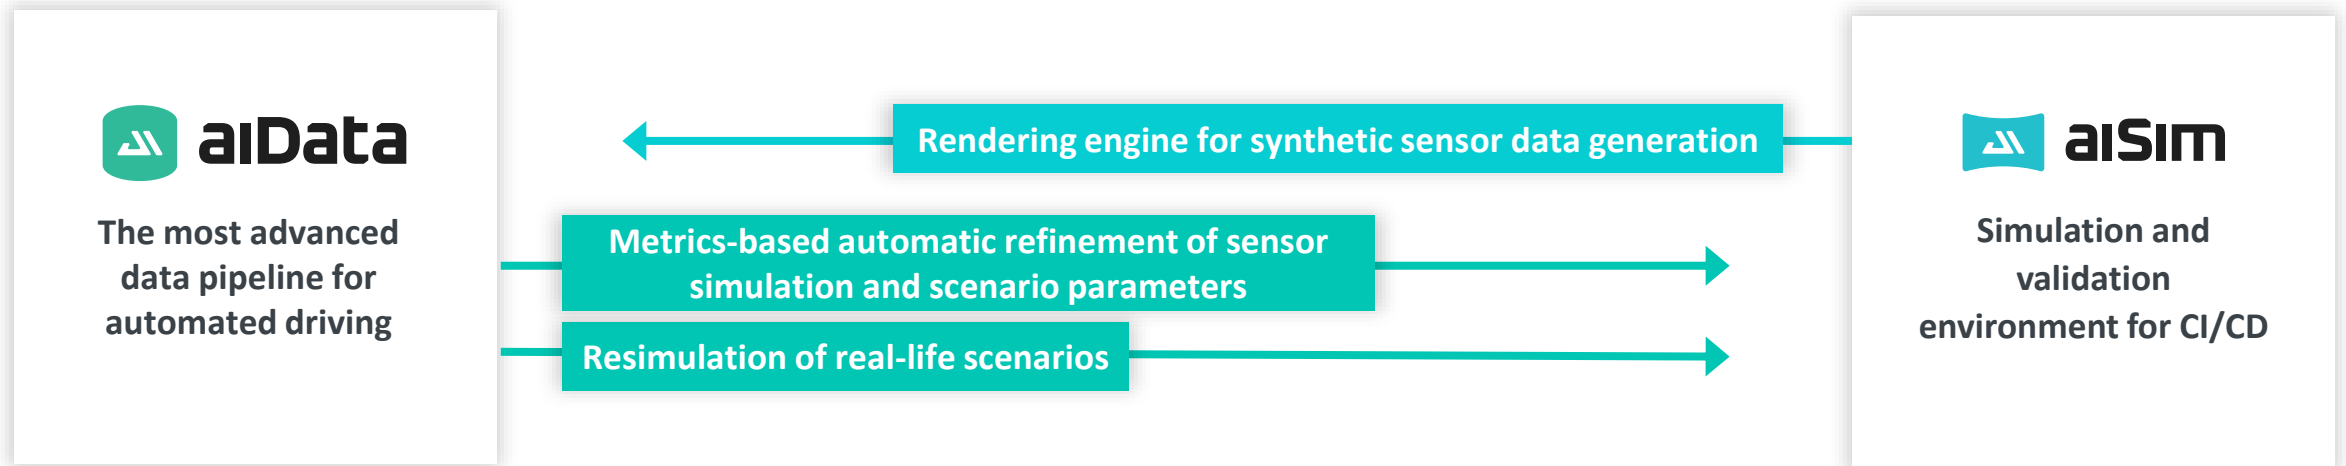 aiData
The most advanced
data pipeline for
automated driving
Rendering engine for synthetic sensor data generation
Metrics-based automatic refinement of sensor
simulation and scenario parameters
Resimulation of real-life scenarios
aiSim
Simulation and
validation
environment for CI/CD